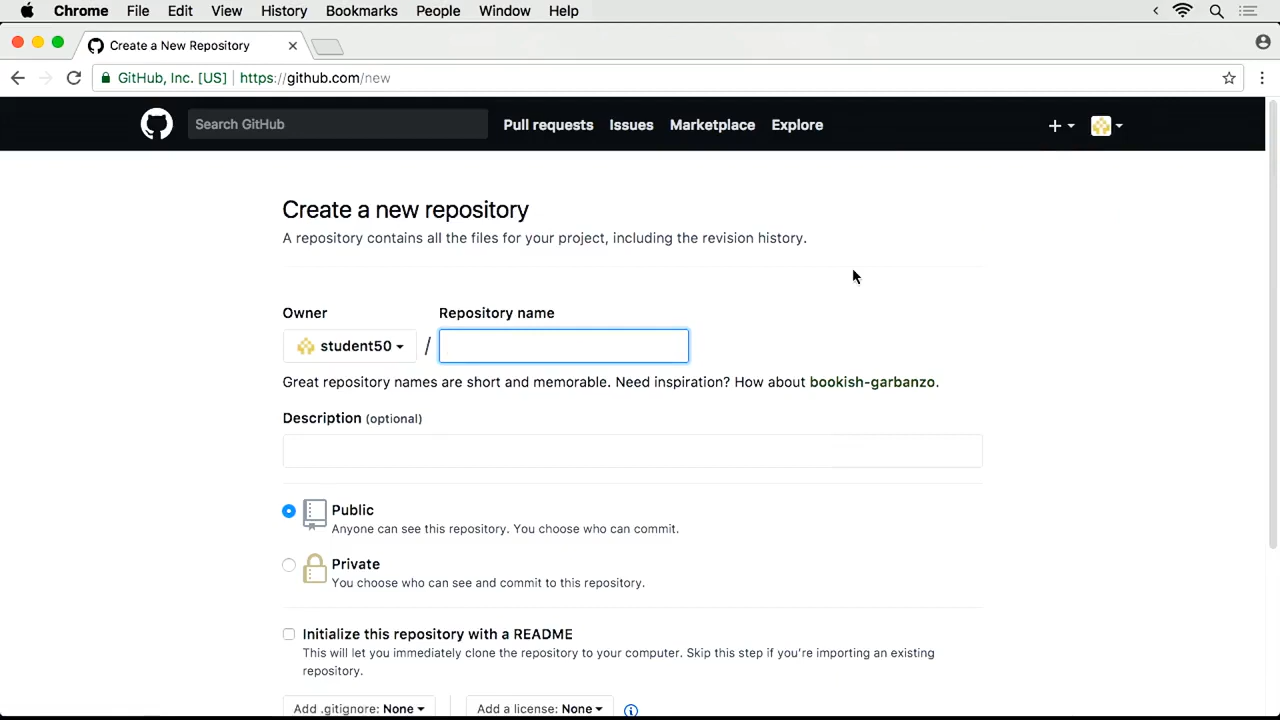 Chrome File Edit View History Bookmarks People Window Help
Create a New Repository
GitHub, Inc. [US] https://github.com/new
Search GitHub Pull requests Issues Marketplace Explore
Create a new repository
A repository contains all the files for your project, including the revision history.
Owner Repository name
student50 /
Great repository names are short and memorable. Need inspiration? How about bookish-garbanzo.
Description (optional)
Public
Anyone can see this repository. You choose who can commit.
Private
You choose who can see and commit to this repository.
Initialize this repository with a README
This will let you immediately clone the repository to your computer. Skip this step if you’re importing an existing
repository.
Add .gitignore: None Add a license: None